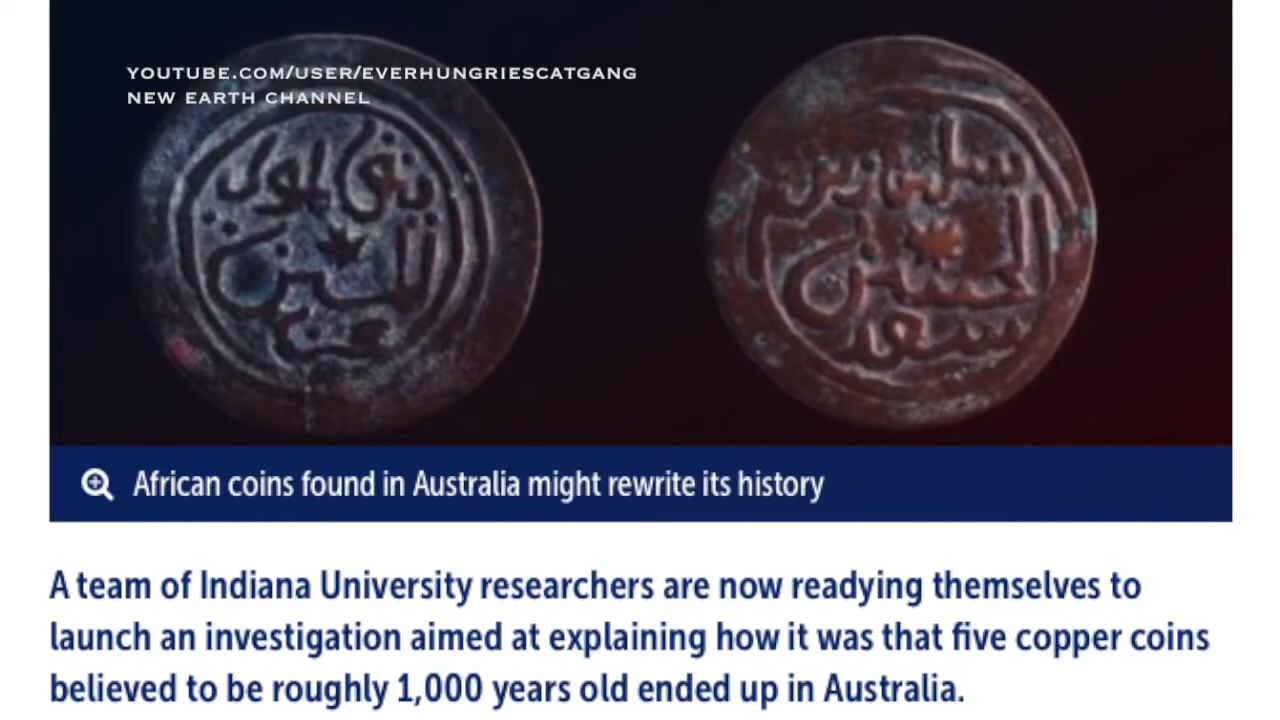 YOUTUBE.COM/USER/EVERHUNGRIESCATGANG
NEW EARTH CHANNEL
الحسن
سعد
African coins found in Australia might rewrite its history
A team of Indiana University researchers are now readying themselves to
launch an investigation aimed at explaining how it was that five copper coins
believed to be roughly 1,000 years old ended up in Australia.